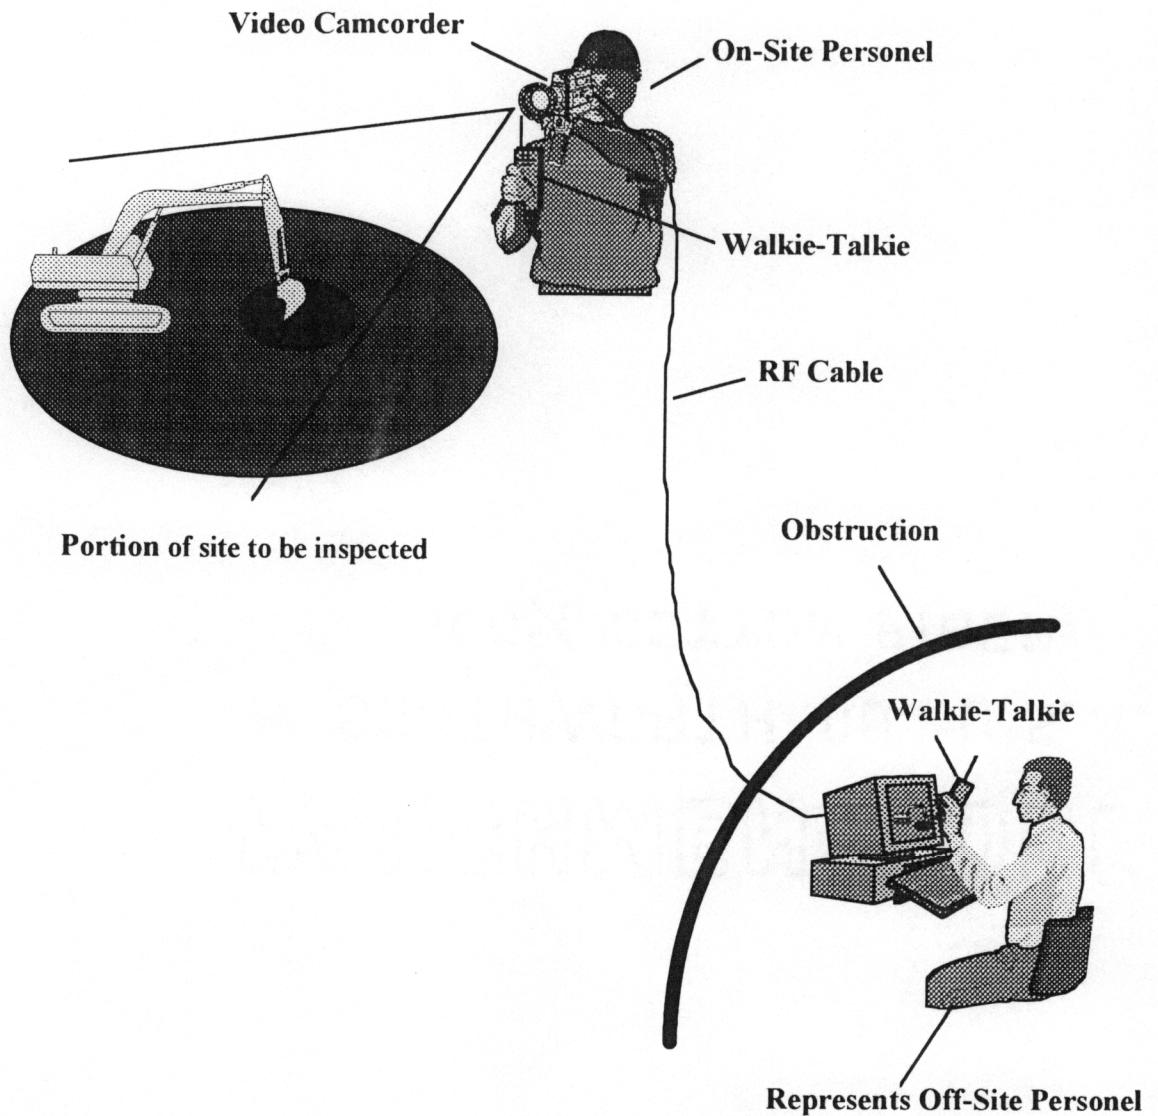 Video Camcorder
On-Site Personel
Walkie-Talkie
RF Cable
Portion of site to be inspected
Obstruction
Walkie-Talkie
Represents Off-Site Personel